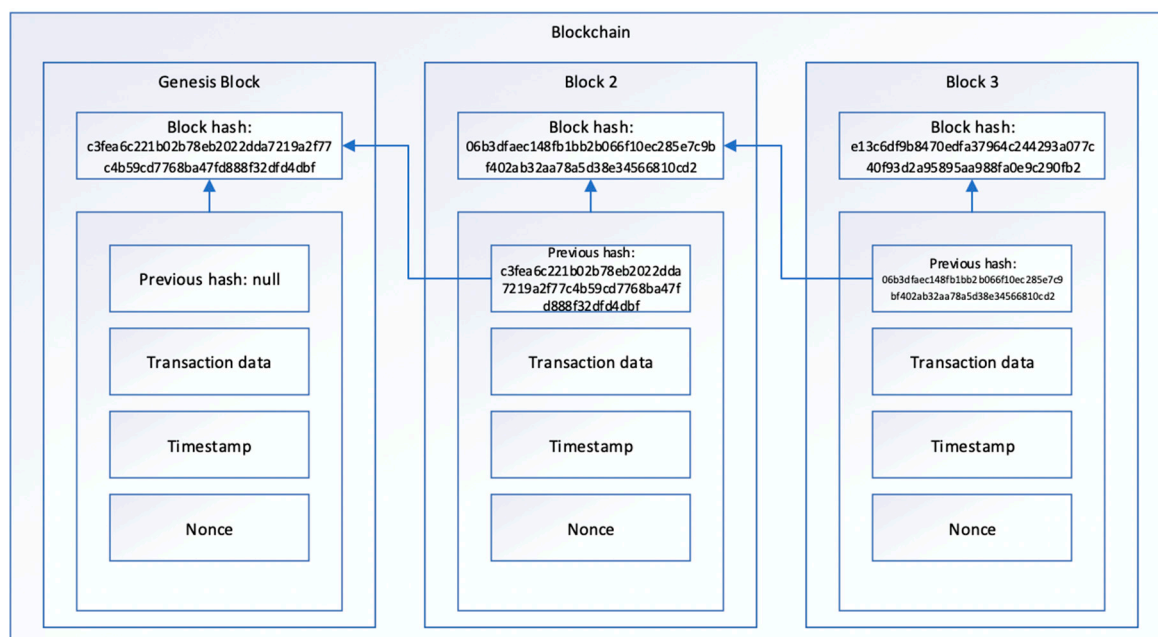 Blockchain
Genesis Block
Block hash:
c3fea6c221b02b78eb2022dda7219a2f77
c4b59cd7768ba47fd888f32dfd4dbf
Previous hash: null
Transaction data
Timestamp
Nonce
Block 2
Block hash:
06b3dfaec148fb1bb2b066f10ec285e7c9b
f402ab32aa78a5d38e34566810cd2
Previous hash:
c3fea6c221b02b78eb2022dda
7219a2f77c4b59cd7768ba47f
d888f32dfd4dbf
Transaction data
Timestamp
Nonce
Block 3
Block hash:
e13c6df9b8470edfa37964c244293a077c
40f93d2a95895aa988fa0e9c290fb2
Previous hash:
06b3dfaec148fb1bb2b066f10ec285e7c9
bf402ab32aa78a5d38e34566810cd2
Transaction data
Timestamp
Nonce